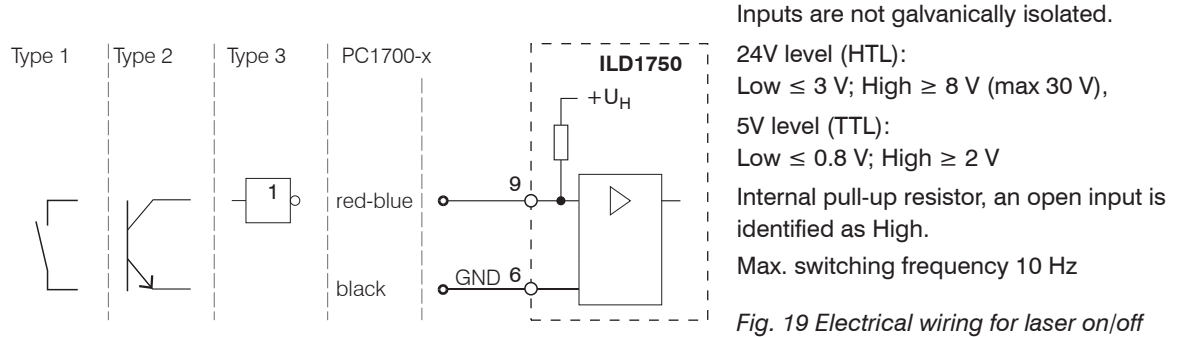 Type 1
Type 2
Type 3
PC1700-x
ILD1750
+UH
1
red-blue
9
GND 6
black
Inputs are not galvanically isolated.
24V level (HTL):
Low ≤ 3 V; High ≥ 8 V (max 30 V),
5V level (TTL):
Low ≤ 0.8 V; High ≥ 2 V
Internal pull-up resistor, an open input is
identified as High.
Max. switching frequency 10 Hz
Fig. 19 Electrical wiring for laser on/off